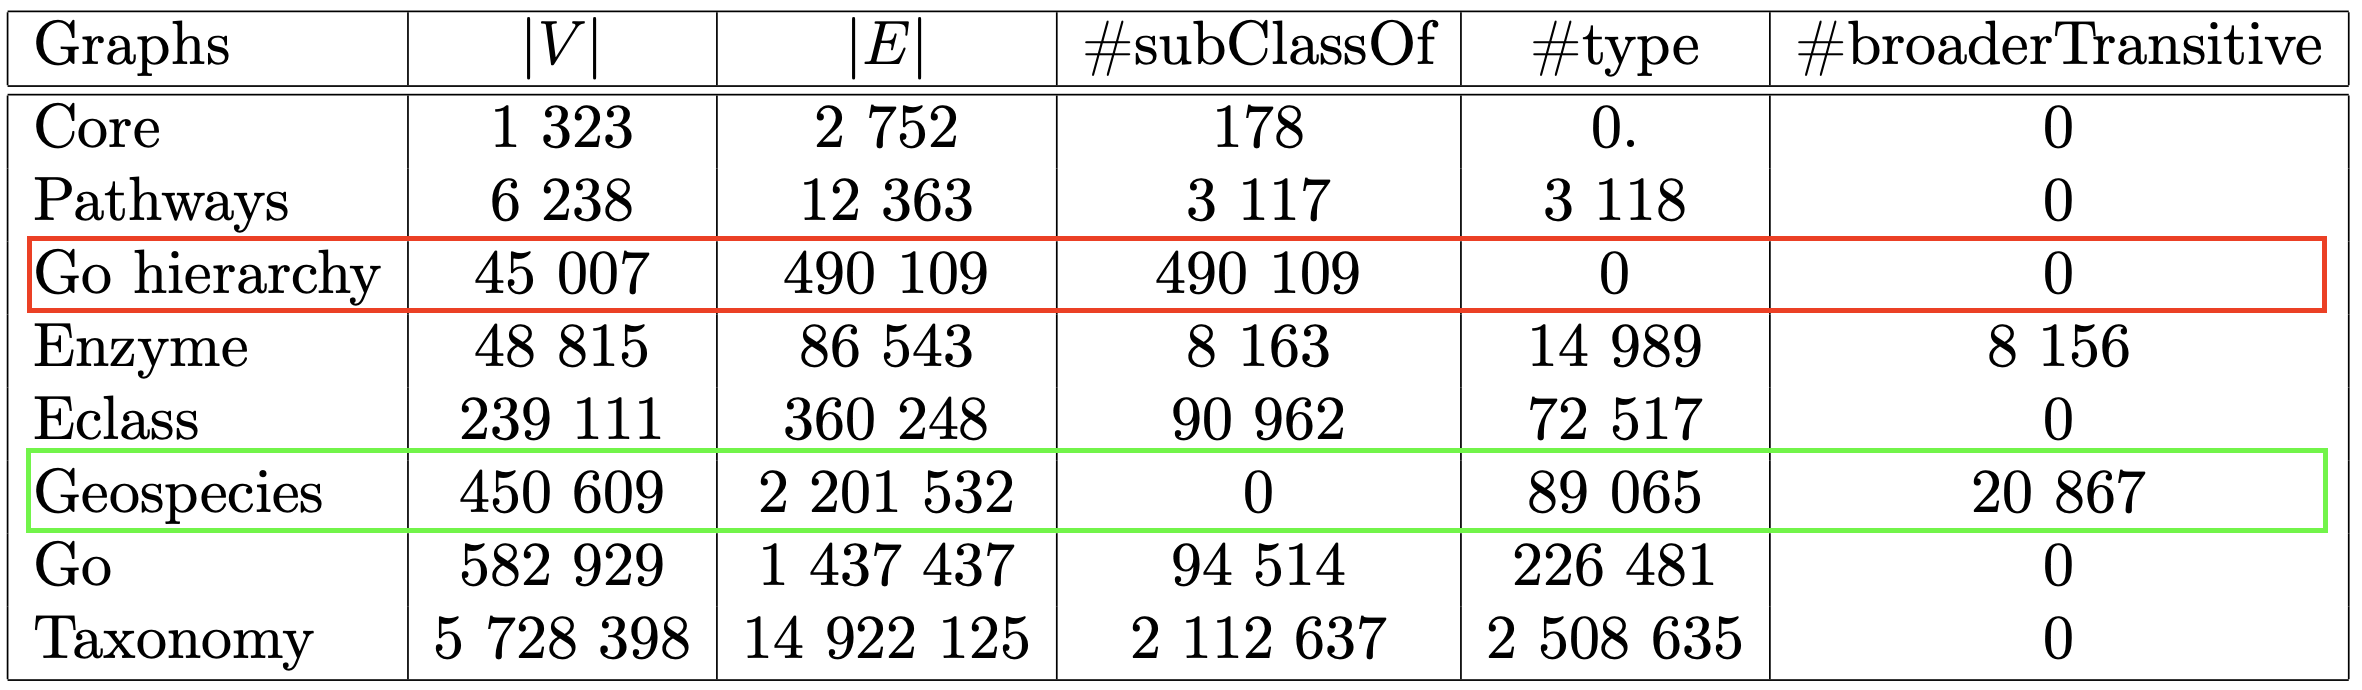 Graphs |V| |E| #subClassOf #type #broaderTransitive
Core 1 323 2 752 178 0. 0
Pathways 6 238 12 363 3 117 3 118 0
Go hierarchy 45 007 490 109 490 109 0 0
Enzyme 48 815 86 543 8 163 14 989 8 156
Eclass 239 111 360 248 90 962 72 517 0
Geospecies 450 609 2 201 532 0 89 065 20 867
Go 582 929 1 437 437 94 514 226 481 0
Taxonomy 5 728 398 14 922 125 2 112 637 2 508 635 0